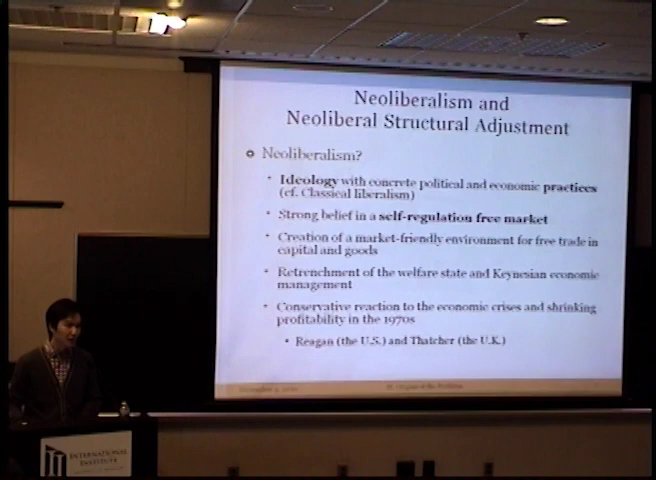 Neoliberalism and
Neoliberal Structural Adjustment
Neoliberalism?
Ideology with concrete political and economic practices
(cf. Classical liberalism)
Strong belief in a self-regulation free market
Creation of a market-friendly environment for free trade in
capital and goods
Retrenchment of the welfare state and Keynesian economic
management
Conservative reaction to the economic crises and shrinking
profitability in the 1970s
Reagan (the U.S.) and Thatcher (the U.K.)
INTERNATIONAL
INSTITUTE